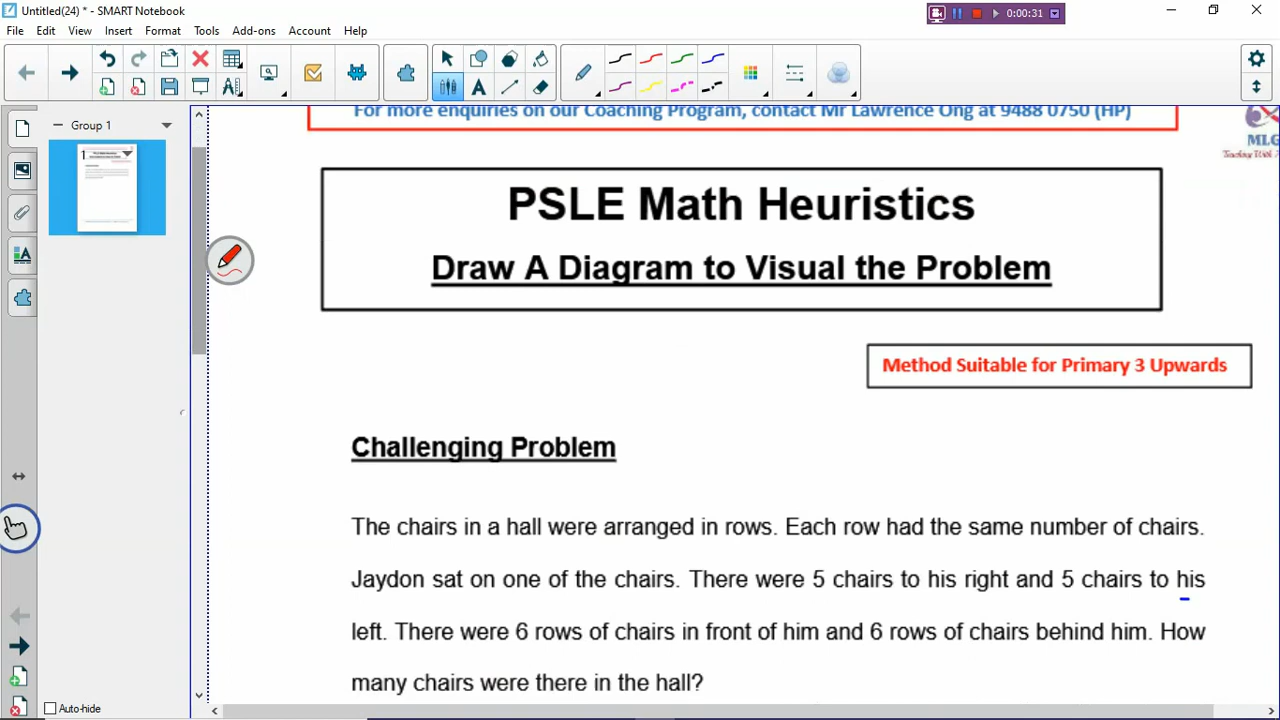 Untitled(24) * - SMART Notebook
0:00:31
File Edit View Insert Format Tools Add-ons Account Help
Group 1
1
For more enquiries on our Coaching Program, contact Mr Lawrence Ong at 9488 0750 (HP)
MLG
Teaching With
PSLE Math Heuristics
Draw A Diagram to Visual the Problem
Method Suitable for Primary 3 Upwards
Challenging Problem
The chairs in a hall were arranged in rows. Each row had the same number of chairs.
Jaydon sat on one of the chairs. There were 5 chairs to his right and 5 chairs to his
left. There were 6 rows of chairs in front of him and 6 rows of chairs behind him. How
many chairs were there in the hall?
Auto-hide